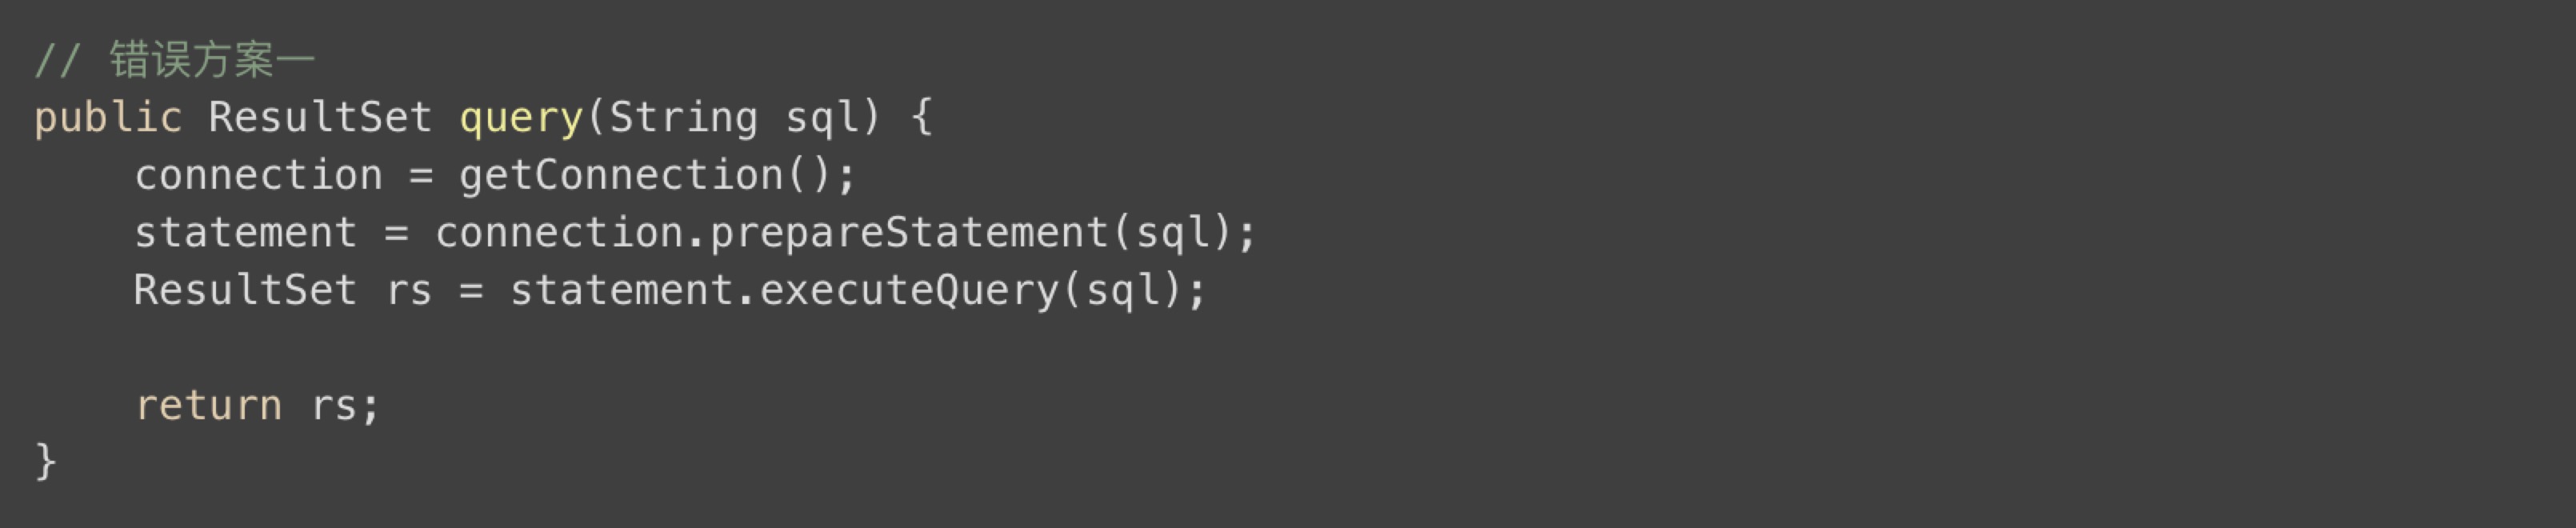 // 错误方案一
public ResultSet query(String sql) {
    connection = getConnection();
    statement = connection.prepareStatement(sql);
    ResultSet rs = statement.executeQuery(sql);

    return rs;
}